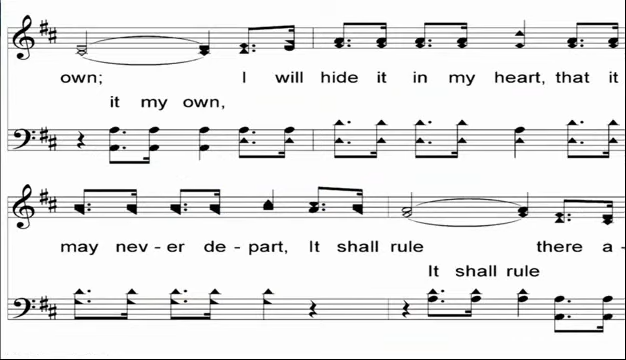 own; I will hide it in my heart, that it
it my own,
may nev - er de - part, It shall rule there a -
It shall rule